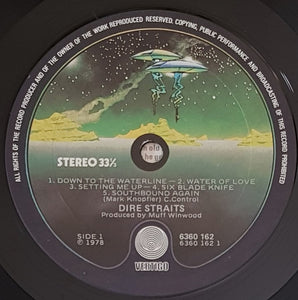 ALL RIGHTS OF THE RECORD PRODUCER AND OF THE OWNER OF THE WORK REPRODUCED RESERVED. COPYING, PUBLIC PERFORMANCE AND BROADCASTING OF THIS RECORD PROHIBITED
STEREO 33⅓
1. DOWN TO THE WATERLINE – 2. WATER OF LOVE
3. SETTING ME UP – 4. SIX BLADE KNIFE
5. SOUTHBOUND AGAIN
(Mark Knopfler) C.Control
DIRE STRAITS
Produced by Muff Winwood
SIDE 1
℗ 1978
6360 162
6360 162 1
VERTIGO